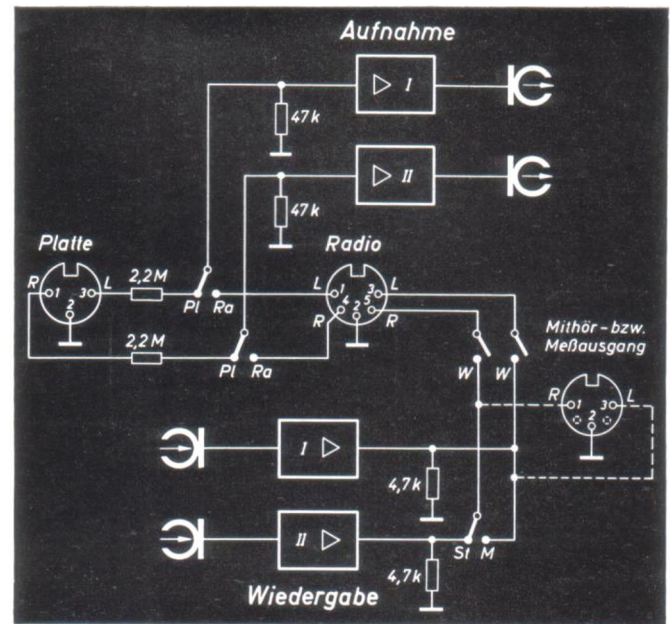 Aufnahme
I
47k
II
47k
Platte
Radio
R 1 2 3 L
2,2M
Pl Ra
L 1 4 2 5 3 L
R R
2,2M
Pl Ra
W W
Mithör-bzw.
Meßausgang
R 1 2 3 L
I
4,7k
II
St M
4,7k
Wiedergabe